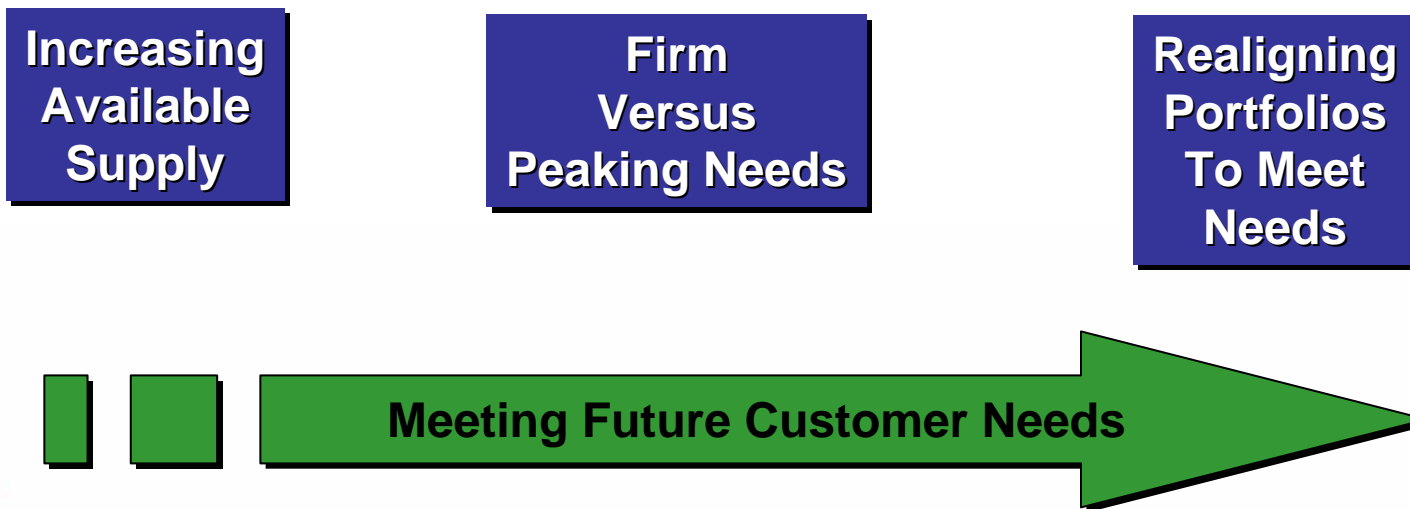 Increasing
Available
Supply
Firm
Versus
Peaking Needs
Realigning
Portfolios
To Meet
Needs
Meeting Future Customer Needs